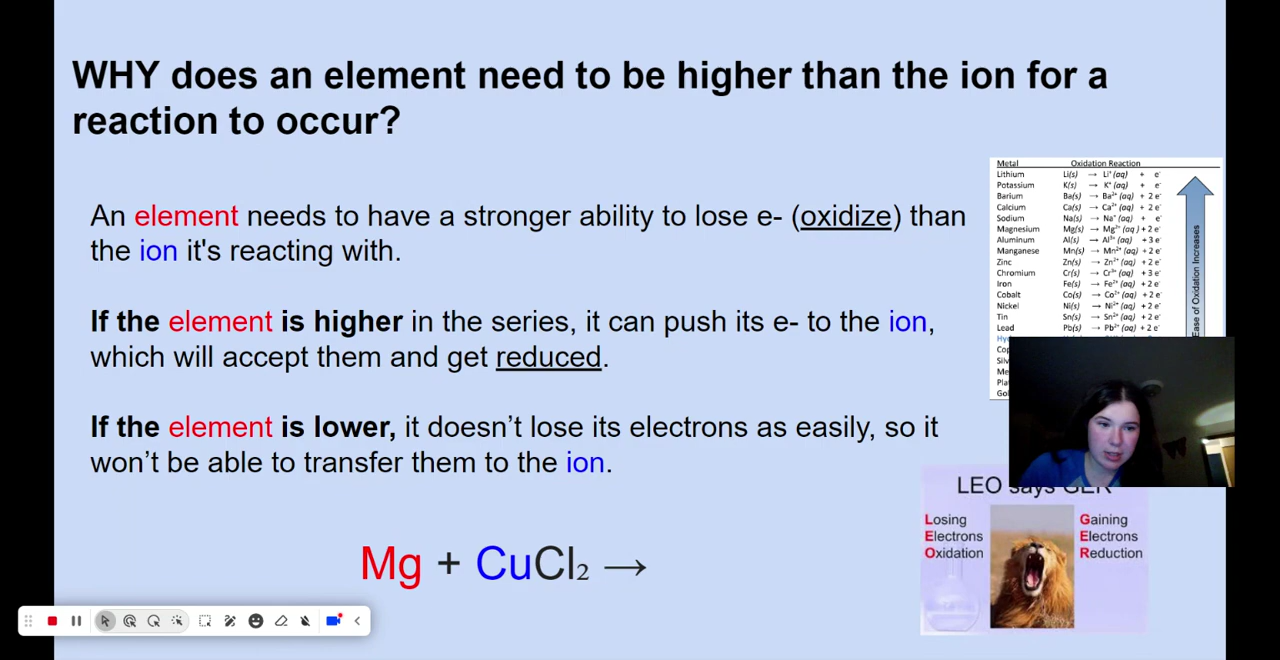 WHY does an element need to be higher than the ion for a
reaction to occur?
An element needs to have a stronger ability to lose e- (oxidize) than
the ion it's reacting with.
If the element is higher in the series, it can push its e- to the ion,
which will accept them and get reduced.
If the element is lower, it doesn’t lose its electrons as easily, so it
won’t be able to transfer them to the ion.
Mg + CuCl₂ →
Metal Oxidation Reaction
Lithium Li(s) → Li⁺ (aq) + e⁻
Potassium K(s) → K⁺ (aq) + e⁻
Barium Ba(s) → Ba²⁺ (aq) + 2 e⁻
Calcium Ca(s) → Ca²⁺ (aq) + 2 e⁻
Sodium Na(s) → Na⁺ (aq) + e⁻
Magnesium Mg(s) → Mg²⁺ (aq) + 2 e⁻
Aluminum Al(s) → Al³⁺ (aq) + 3 e⁻
Manganese Mn(s) → Mn²⁺ (aq) + 2 e⁻
Zinc Zn(s) → Zn²⁺ (aq) + 2 e⁻
Chromium Cr(s) → Cr³⁺ (aq) + 3 e⁻
Iron Fe(s) → Fe²⁺ (aq) + 2 e⁻
Cobalt Co(s) → Co²⁺ (aq) + 2 e⁻
Nickel Ni(s) → Ni²⁺ (aq) + 2 e⁻
Tin Sn(s) → Sn²⁺ (aq) + 2 e⁻
Lead Pb(s) → Pb²⁺ (aq) + 2 e⁻
Ease of Oxidation Increases
LEO says GER
Losing
Electrons
Oxidation
Gaining
Electrons
Reduction